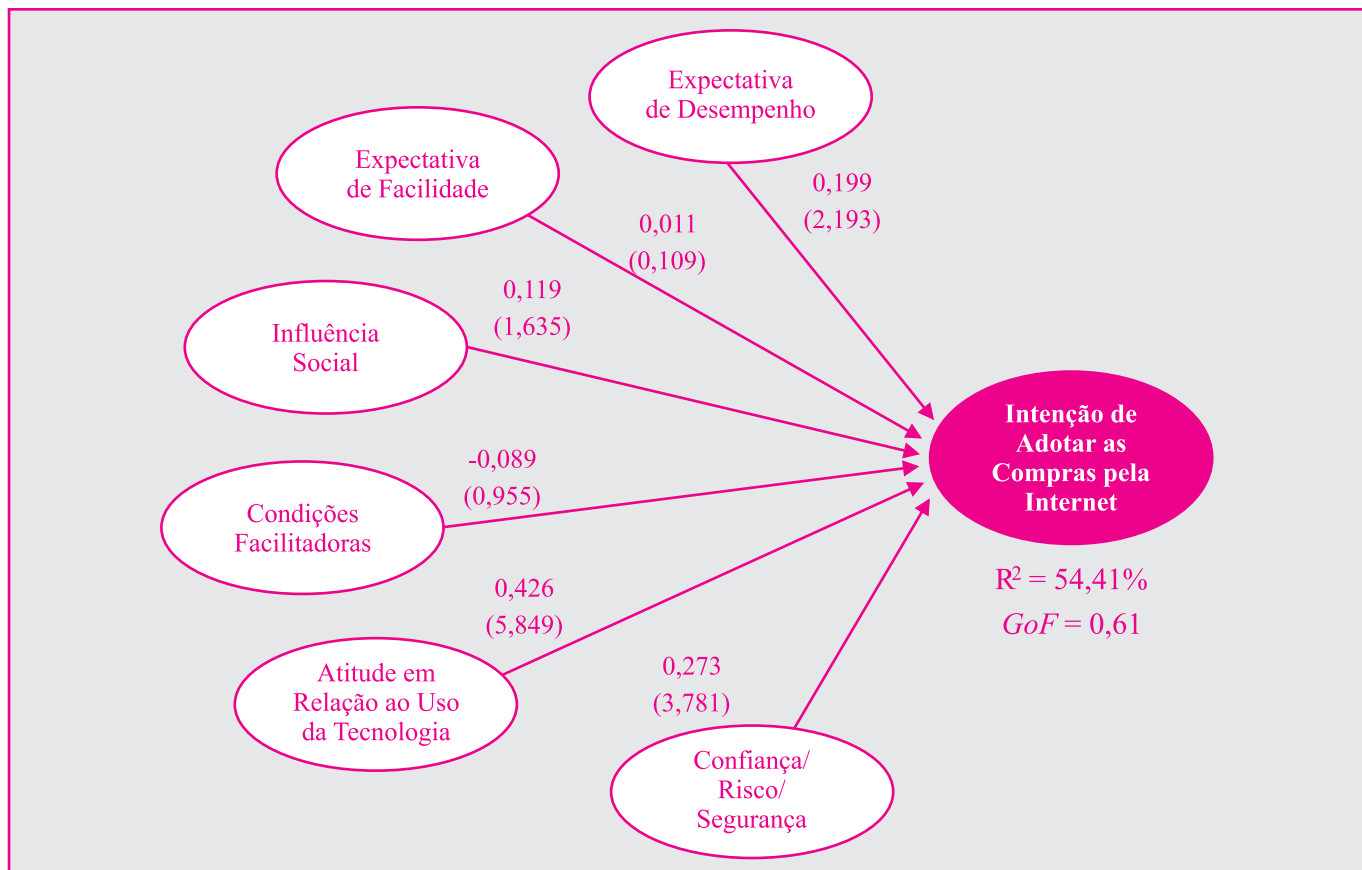 Expectativa
de Desempenho
0,199
(2,193)
Expectativa
de Facilidade
0,011
(0,109)
Influência
Social
0,119
(1,635)
Condições
Facilitadoras
-0,089
(0,955)
Atitude em
Relação ao Uso
da Tecnologia
0,426
(5,849)
Confiança/
Risco/
Segurança
0,273
(3,781)
Intenção de
Adotar as
Compras pela
Internet
R² = 54,41%
GoF = 0,61